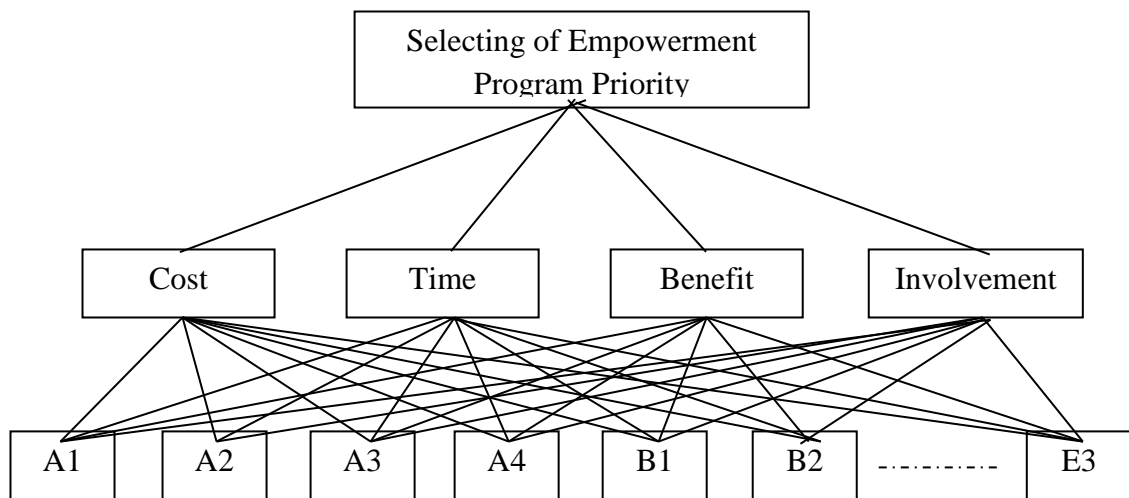 Selecting of Empowerment
Program Priority
Cost
Time
Benefit
Involvement
A1
A2
A3
A4
B1
B2
E3